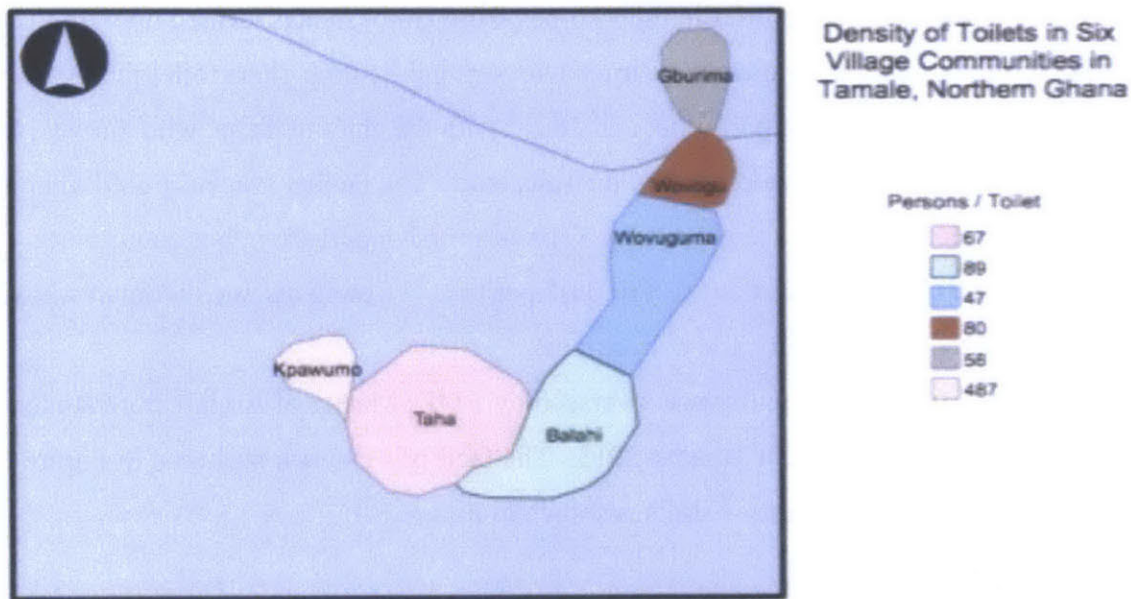 Density of Toilets in Six
Village Communities in
Tamale, Northern Ghana
Gburima
Wovogu
Wovuguma
Kpawumo
Taha
Balahi
Persons / Toilet
67
89
47
80
58
487